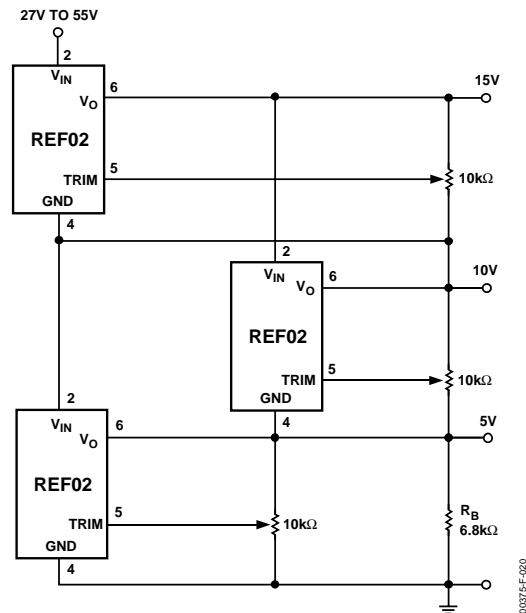 27V TO 55V
2
VIN
VO
6
15V
REF02
TRIM
5
10kΩ
GND
4
2
VIN
VO
6
10V
REF02
TRIM
5
10kΩ
GND
4
2
VIN
VO
6
5V
REF02
TRIM
5
10kΩ
RB
6.8kΩ
GND
4
00375-F-020